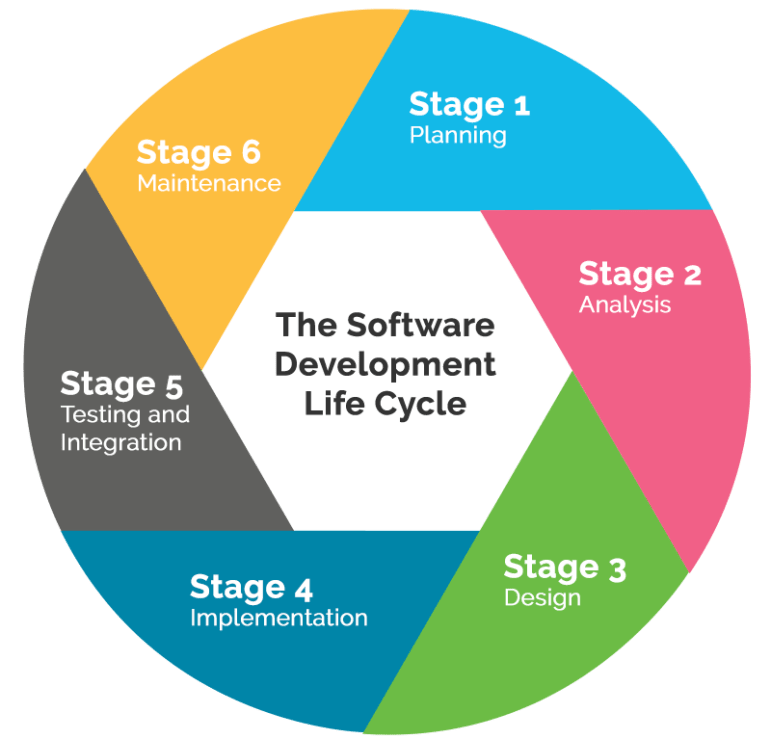 The Software
Development
Life Cycle
Stage 1
Planning
Stage 2
Analysis
Stage 3
Design
Stage 4
Implementation
Stage 5
Testing and
Integration
Stage 6
Maintenance